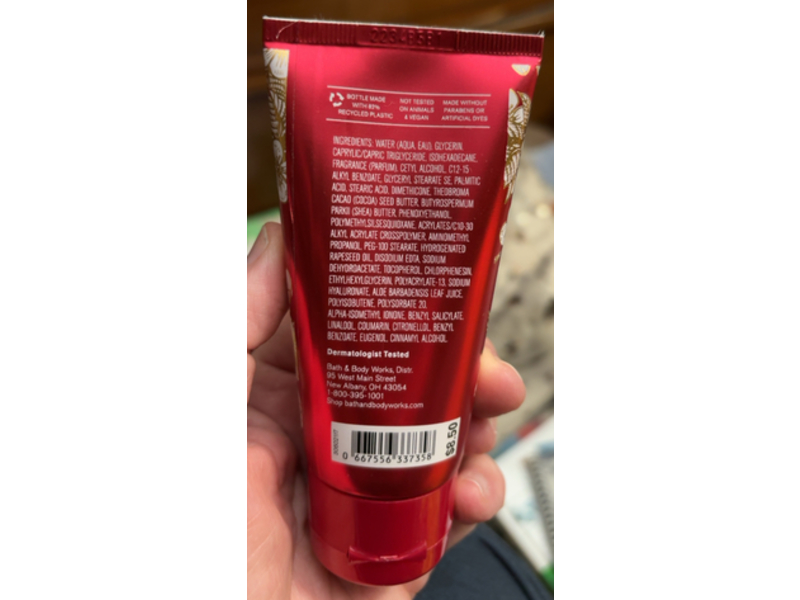 BOTTLE MADE
WITH 83%
RECYCLED PLASTIC
NOT TESTED
ON ANIMALS
& VEGAN
MADE WITHOUT
PARABENS OR
ARTIFICIAL DYES
INGREDIENTS: WATER (AQUA, EAU), GLYCERIN,
CAPRYLIC/CAPRIC TRIGLYCERIDE, ISOHEXADECANE,
FRAGRANCE (PARFUM), CETYL ALCOHOL, C12-15
ALKYL BENZOATE, GLYCERYL STEARATE SE, PALMITIC
ACID, STEARIC ACID, DIMETHICONE, THEOBROMA
CACAO (COCOA) SEED BUTTER, BUTYROSPERMUM
PARKII (SHEA) BUTTER, PHENOXYETHANOL,
POLYMETHYLSILSESQUIOXANE, ACRYLATES/C10-30
ALKYL ACRYLATE CROSSPOLYMER, AMINOMETHYL
PROPANOL, PEG-100 STEARATE, HYDROGENATED
RAPESEED OIL, DISODIUM EDTA, SODIUM
DEHYDROACETATE, TOCOPHEROL, CHLORPHENESIN,
ETHYLHEXYLGLYCERIN, POLYACRYLATE-13, SODIUM
HYALURONATE, ALOE BARBADENSIS LEAF JUICE,
POLYISOBUTENE, POLYSORBATE 20,
ALPHA-ISOMETHYL IONONE, BENZYL SALICYLATE,
LINALOOL, COUMARIN, CITRONELLOL, BENZYL
BENZOATE, EUGENOL, CINNAMYL ALCOHOL.
Dermatologist Tested
Bath & Body Works, Distr.
95 West Main Street
New Albany, OH 43054
1-800-395-1001
Shop bathandbodyworks.com
0 667556 337358
$8.50